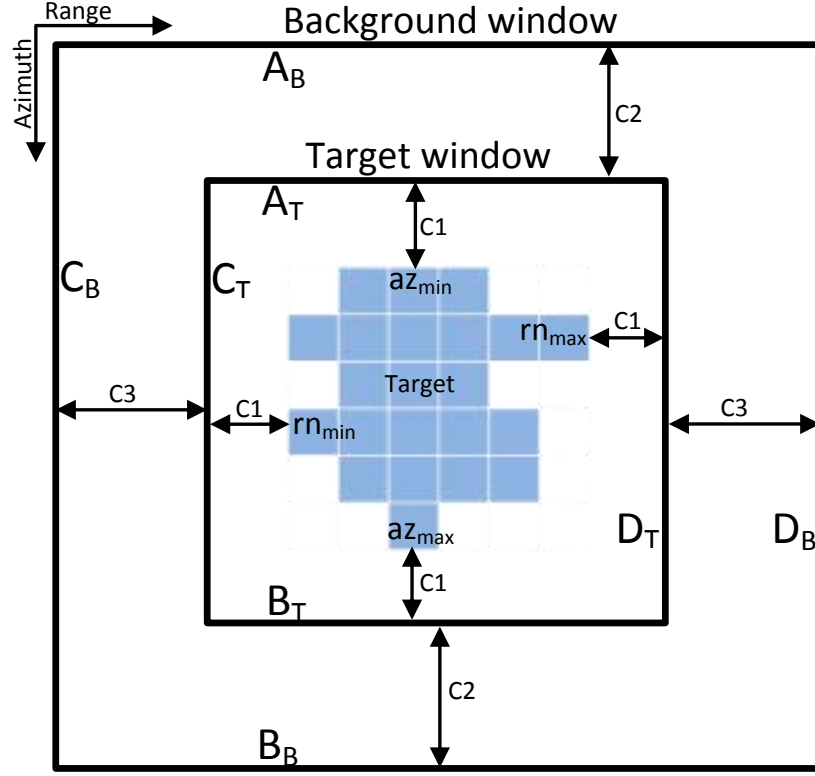 Range
Background window
Azimuth
A_B
C2
Target window
A_T
C1
C_B
C_T
az_min
rn_max
C1
Target
C3
C1
C3
rn_min
az_max
D_T
D_B
C1
B_T
C2
B_B